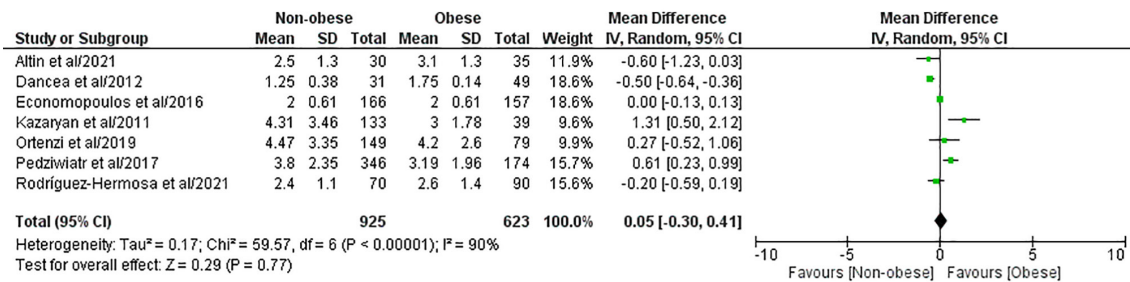 Non-obese Obese Mean Difference Mean Difference
Study or Subgroup Mean SD Total Mean SD Total Weight IV, Random, 95% CI IV, Random, 95% CI
Altin et al/2021 2.5 1.3 30 3.1 1.3 35 11.9% -0.60 [-1.23, 0.03]
Dancea et al/2012 1.25 0.38 31 1.75 0.14 49 18.6% -0.50 [-0.64, -0.36]
Economopoulos et al/2016 2 0.61 166 2 0.61 157 18.6% 0.00 [-0.13, 0.13]
Kazaryan et al/2011 4.31 3.46 133 3 1.78 39 9.6% 1.31 [0.50, 2.12]
Ortenzi et al/2019 4.47 3.35 149 4.2 2.6 79 9.9% 0.27 [-0.52, 1.06]
Pedziwiatr et al/2017 3.8 2.35 346 3.19 1.96 174 15.7% 0.61 [0.23, 0.99]
Rodríguez-Hermosa et al/2021 2.4 1.1 70 2.6 1.4 90 15.6% -0.20 [-0.59, 0.19]
Total (95% CI) 925 623 100.0% 0.05 [-0.30, 0.41]
Heterogeneity: Tau² = 0.17; Chi² = 59.57, df = 6 (P < 0.00001); I² = 90%
Test for overall effect: Z = 0.29 (P = 0.77)
-10 -5 0 5 10
Favours [Non-obese] Favours [Obese]